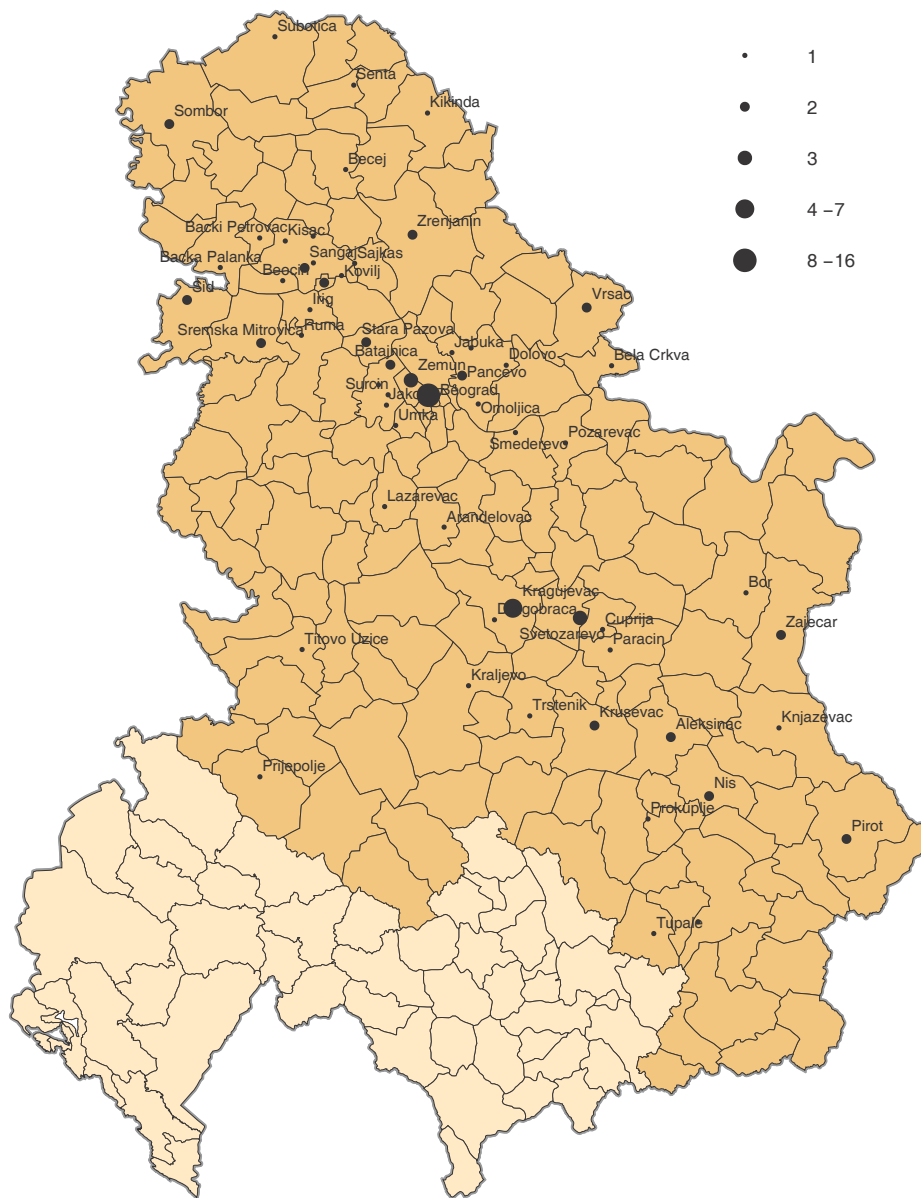 Subotica
1
Senta
Kikinda
2
Sombor
Becej
3
4 –7
Backi Petrovac
Kisac
Zrenjanin
Backa Palanka
Sangaj
Sajkas
8 –16
Beocin
Kovilj
Sid
Irig
Vrsac
Sremska Mitrovica
Ruma
Stara Pazova
Jabuka
Batajnica
Zemun
Dolovo
Bela Crkva
Pancevo
Surcin
Beograd
Omoljica
Umka
Smederevo
Pozarevac
Lazarevac
Arandelovac
Bor
Kragujevac
Cuprija
Zajecar
Svetozarevo
Titovo Uzice
Paracin
Kraljevo
Trstenik
Krusevac
Aleksinac
Knjazevac
Prijepolje
Nis
Prokuplje
Pirot
Tupale